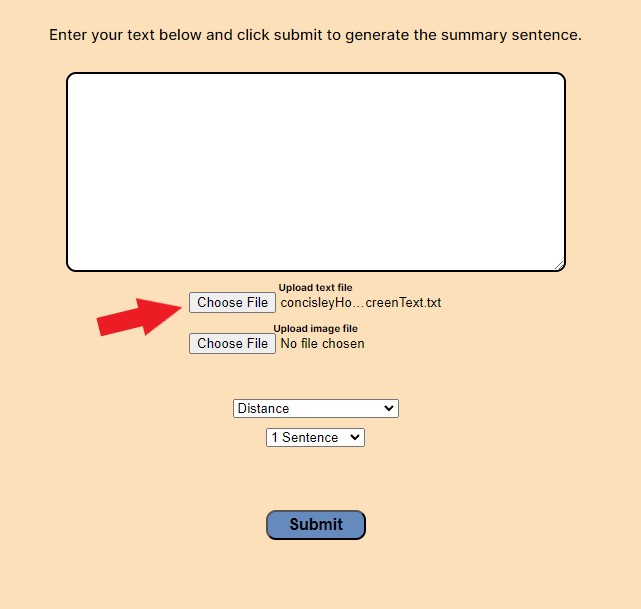 Enter your text below and click submit to generate the summary sentence.
Upload text file
Choose File concisleyHo...creenText.txt
Upload image file
Choose File No file chosen
Distance
1 Sentence
Submit